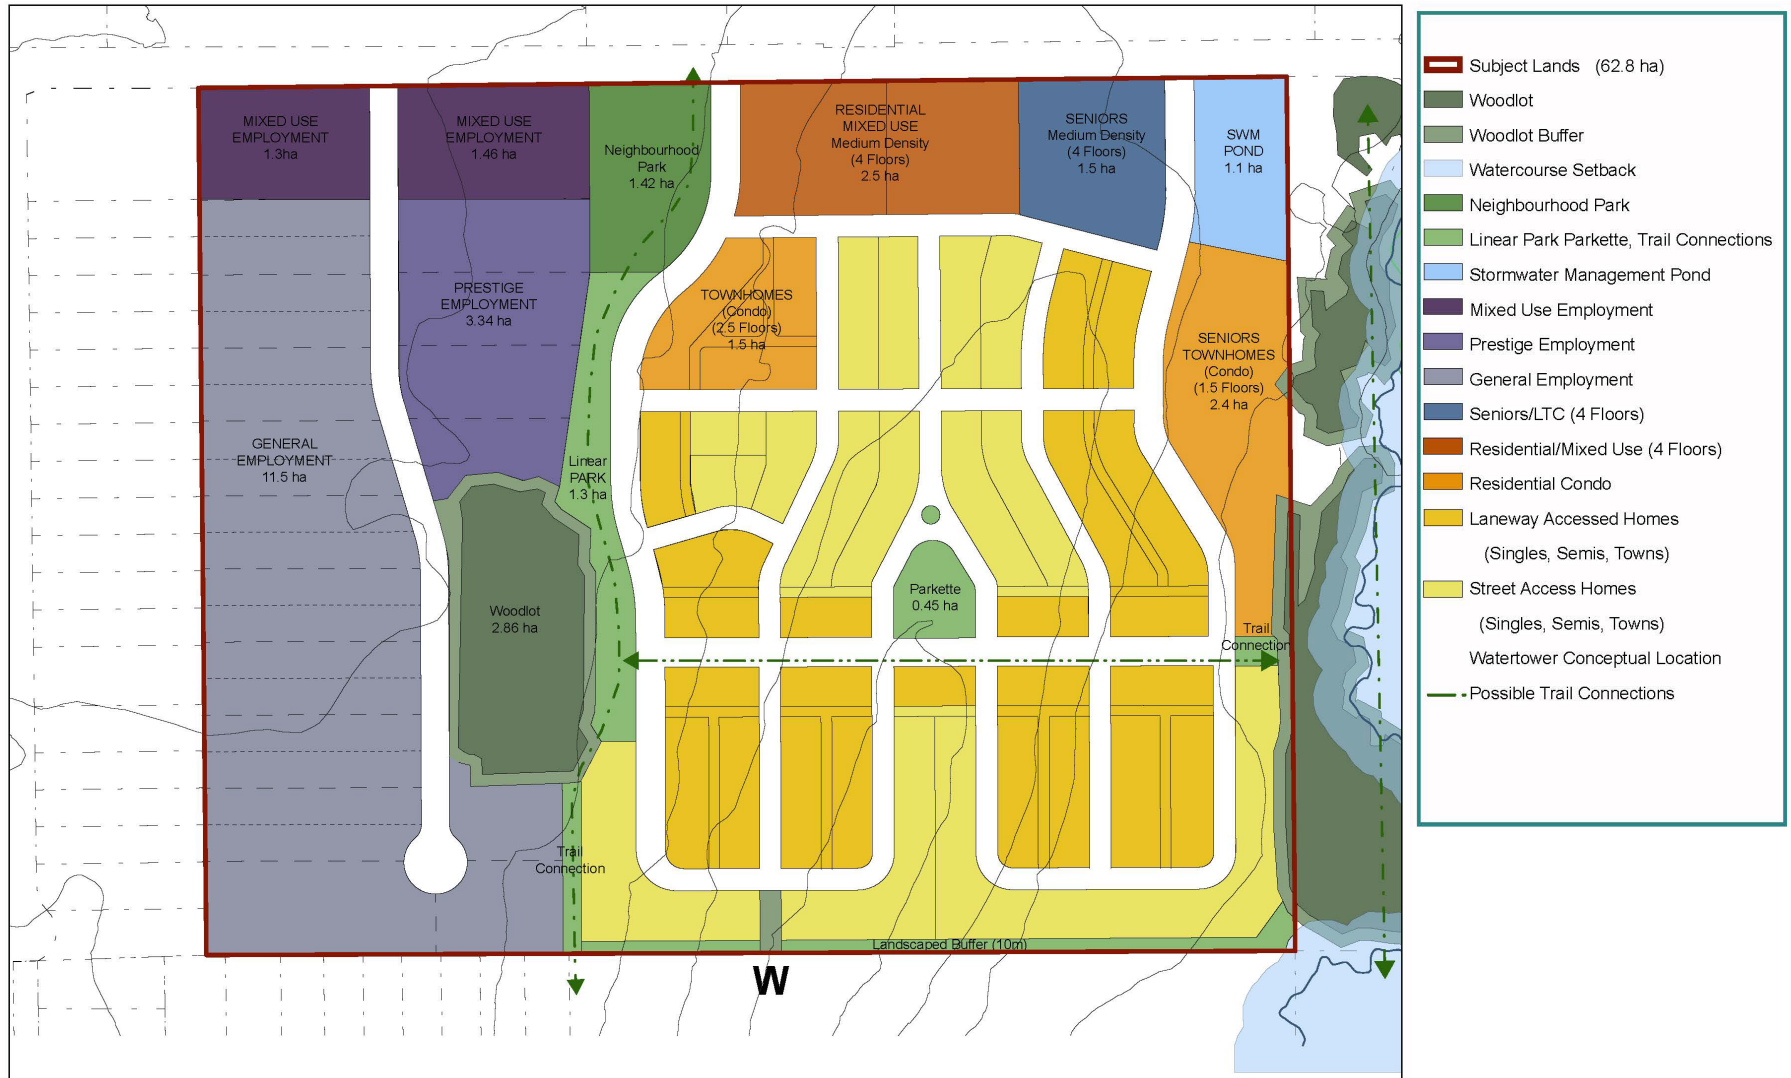 MIXED USE
EMPLOYMENT
1.3ha
MIXED USE
EMPLOYMENT
1.46 ha
Neighbourhood
Park
1.42 ha
RESIDENTIAL
MIXED USE
Medium Density
(4 Floors)
2.5 ha
SENIORS
Medium Density
(4 Floors)
1.5 ha
SWM
POND
1.1 ha
PRESTIGE
EMPLOYMENT
3.34 ha
TOWNHOMES
(Condo)
(2.5 Floors)
1.5 ha
SENIORS
TOWNHOMES
(Condo)
(1.5 Floors)
2.4 ha
GENERAL
EMPLOYMENT
11.5 ha
Linear
PARK
1.3 ha
Woodlot
2.86 ha
Parkette
0.45 ha
Trail
Connection
Trail
Connection
Landscaped Buffer (10m)
W
Subject Lands (62.8 ha)
Woodlot
Woodlot Buffer
Watercourse Setback
Neighbourhood Park
Linear Park Parkette, Trail Connections
Stormwater Management Pond
Mixed Use Employment
Prestige Employment
General Employment
Seniors/LTC (4 Floors)
Residential/Mixed Use (4 Floors)
Residential Condo
Laneway Accessed Homes
(Singles, Semis, Towns)
Street Access Homes
(Singles, Semis, Towns)
Watertower Conceptual Location
Possible Trail Connections